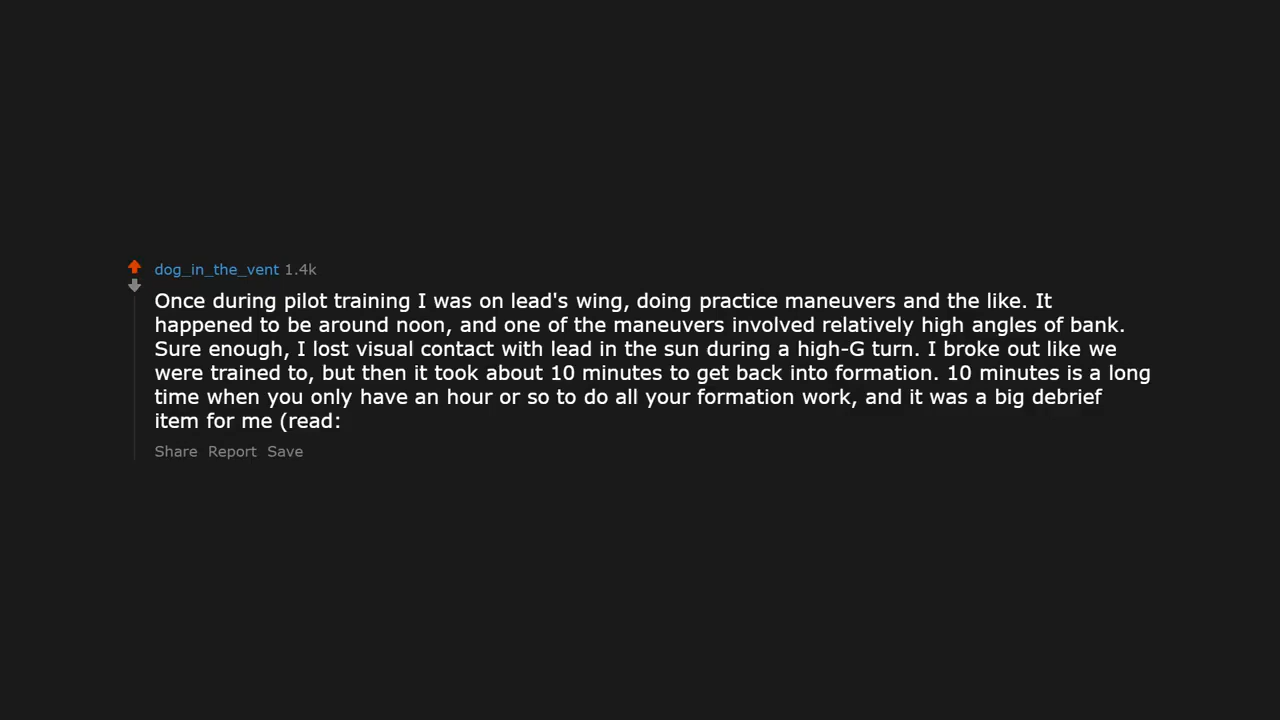 dog_in_the_vent 1.4k
Once during pilot training I was on lead's wing, doing practice maneuvers and the like. It
happened to be around noon, and one of the maneuvers involved relatively high angles of bank.
Sure enough, I lost visual contact with lead in the sun during a high-G turn. I broke out like we
were trained to, but then it took about 10 minutes to get back into formation. 10 minutes is a long
time when you only have an hour or so to do all your formation work, and it was a big debrief
item for me (read:
Share Report Save